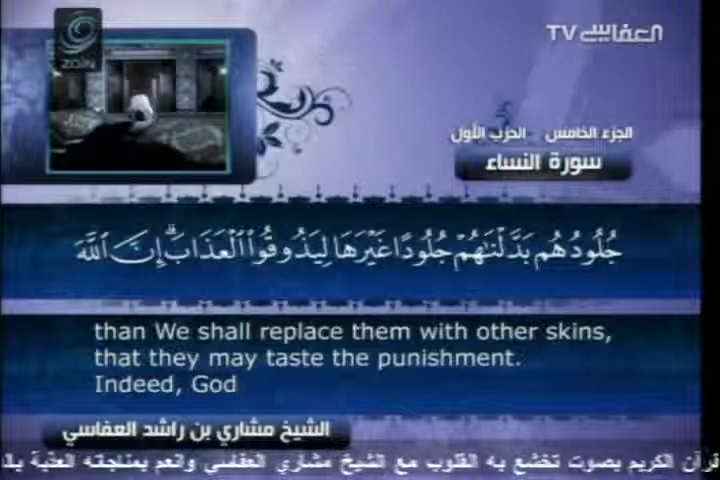 ZOIN
العفاسي TV
الجزء الخامس - الحزب الأول
سورة النساء
جُلُودُهُم بَدَّلْنَٰهُمْ جُلُودًا غَيْرَهَا لِيَذُوقُوا۟ ٱلْعَذَابَ ۗ إِنَّ ٱللَّهَ
than We shall replace them with other skins,
that they may taste the punishment.
Indeed, God
الشيخ مشاري بن راشد العفاسي
قرآن الكريم بصوت تخشع به القلوب مع الشيخ مشاري العفاسي وانعم بمناجاته العذبة